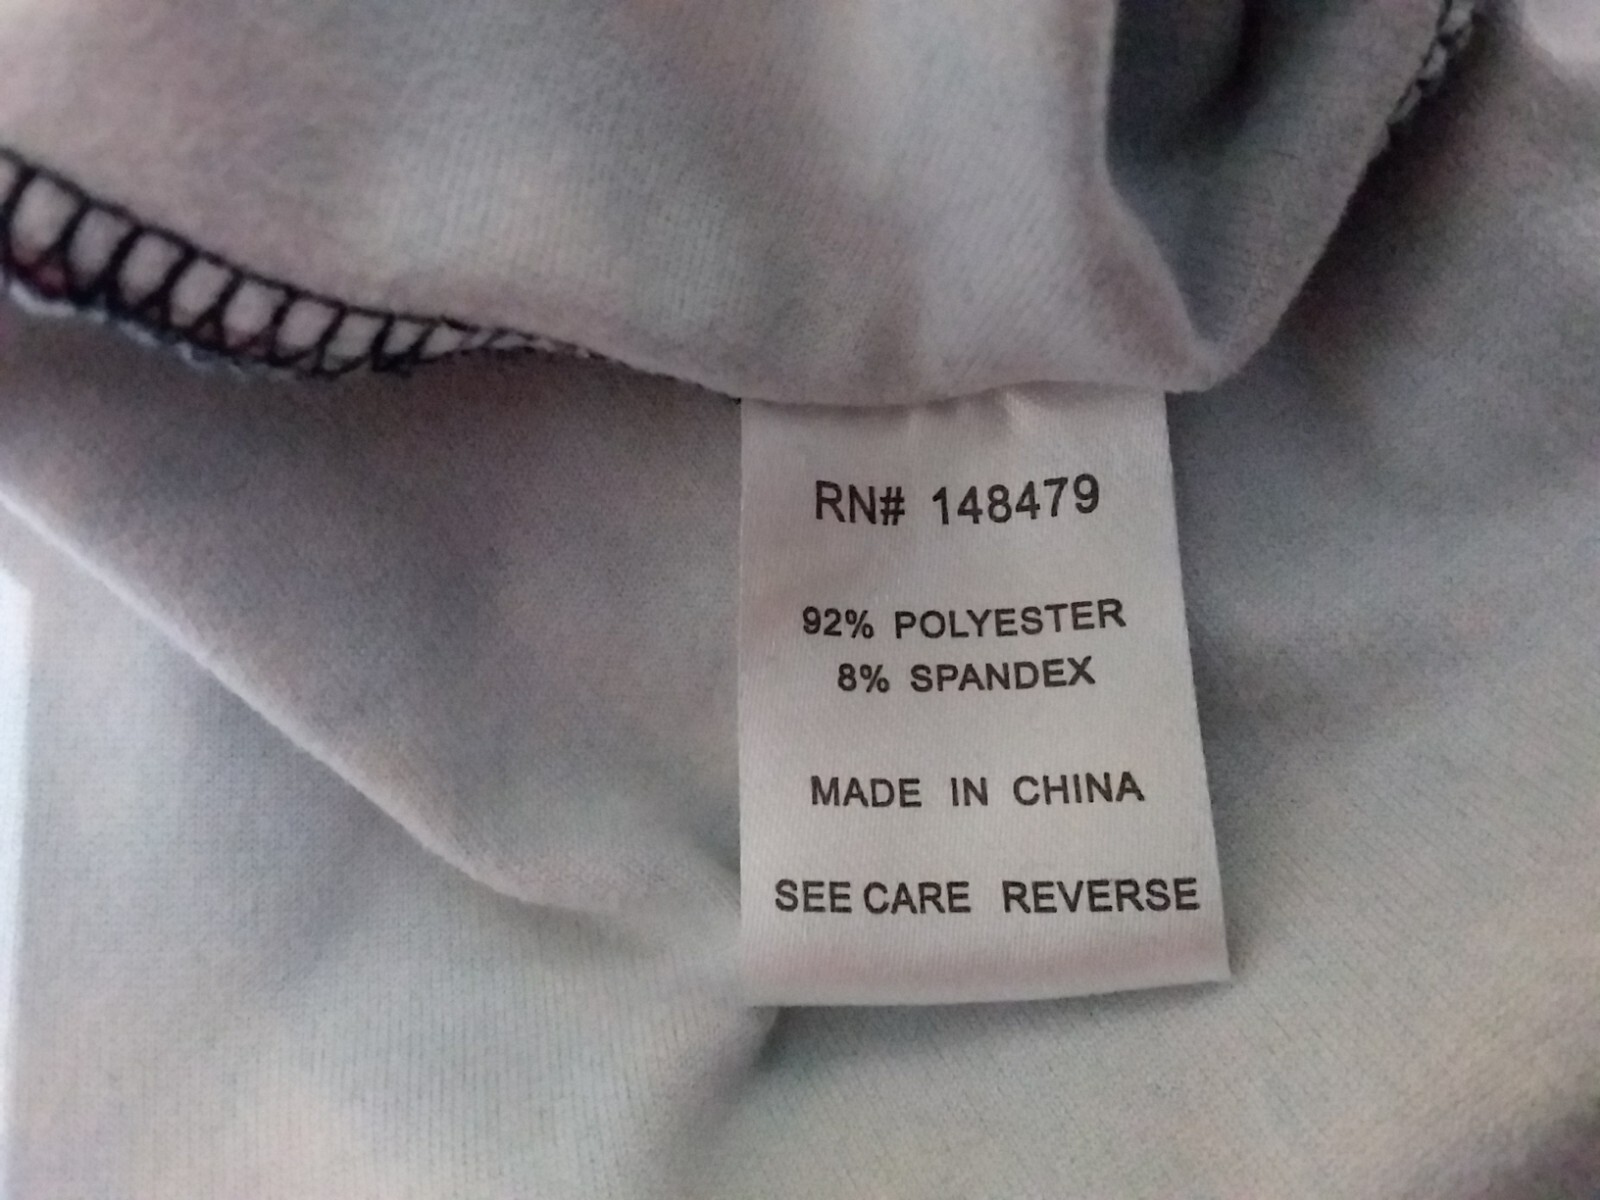 RN# 148479
92% POLYESTER
8% SPANDEX
MADE IN CHINA
SEE CARE REVERSE